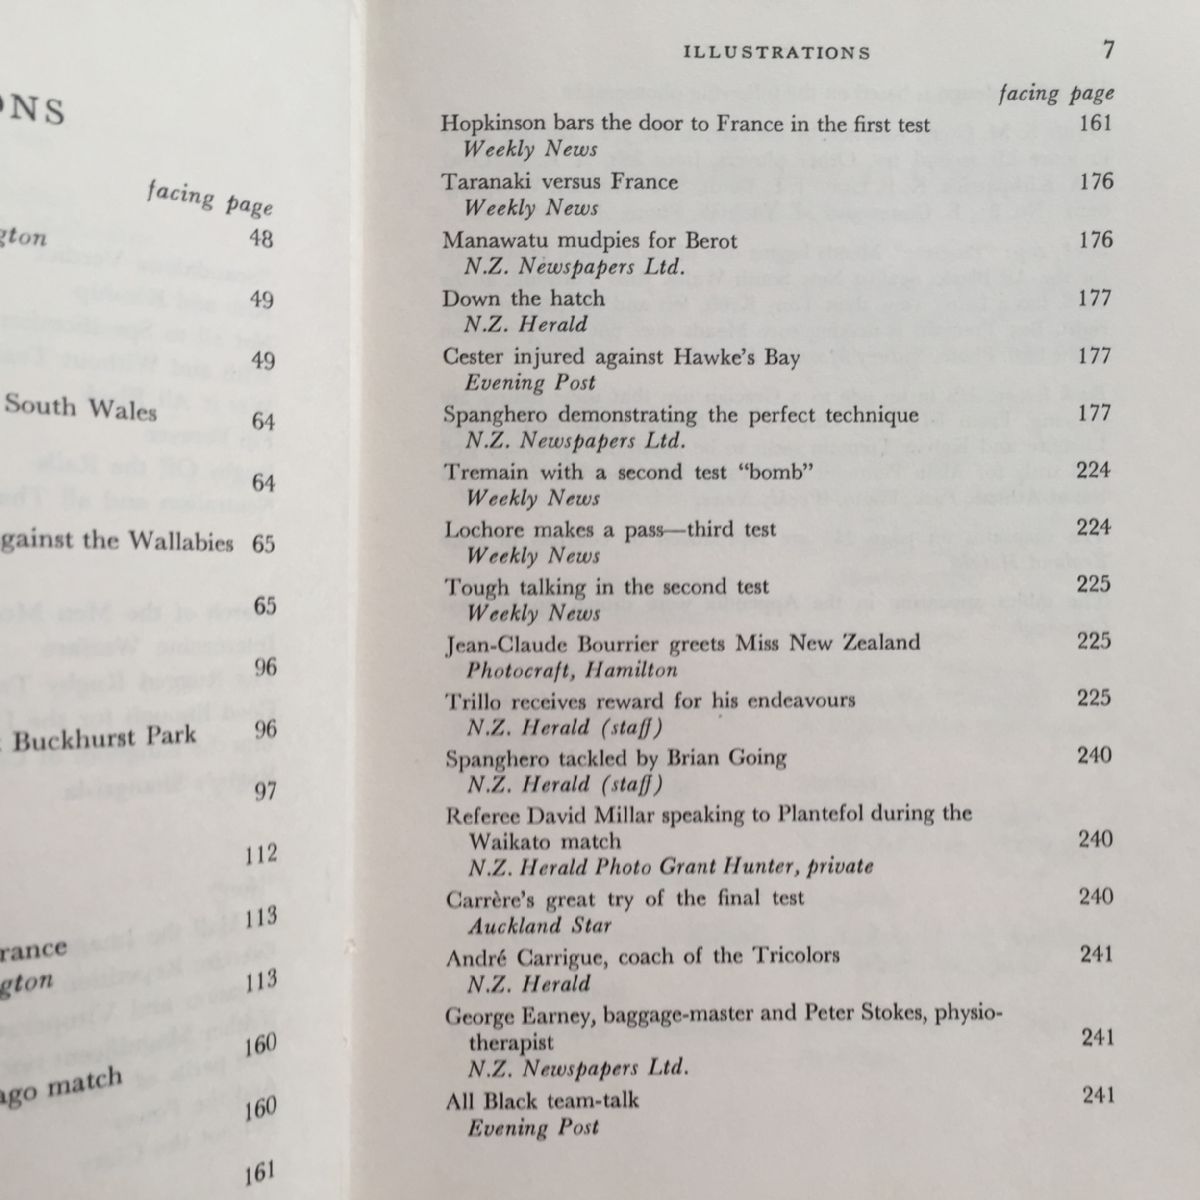 ONS
facing page
gton 48
49
49
South Wales 64
64
gainst the Wallabies 65
65
96
Buckhurst Park 96
97
112
113
rance
gton 113
160
ago match
160
161
ILLUSTRATIONS 7
facing page
Hopkinson bars the door to France in the first test 161
Weekly News
Taranaki versus France 176
Weekly News
Manawatu mudpies for Berot 176
N.Z. Newspapers Ltd.
Down the hatch 177
N.Z. Herald
Cester injured against Hawke's Bay 177
Evening Post
Spanghero demonstrating the perfect technique 177
N.Z. Newspapers Ltd.
Tremain with a second test “bomb” 224
Weekly News
Lochore makes a pass—third test 224
Weekly News
Tough talking in the second test 225
Weekly News
Jean-Claude Bourrier greets Miss New Zealand 225
Photocraft, Hamilton
Trillo receives reward for his endeavours 225
N.Z. Herald (staff)
Spanghero tackled by Brian Going 240
N.Z. Herald (staff)
Referee David Millar speaking to Plantefol during the
Waikato match 240
N.Z. Herald Photo Grant Hunter, private
Carrère's great try of the final test 240
Auckland Star
André Carrigue, coach of the Tricolors 241
N.Z. Herald
George Earney, baggage-master and Peter Stokes, physio-
therapist 241
N.Z. Newspapers Ltd.
All Black team-talk 241
Evening Post